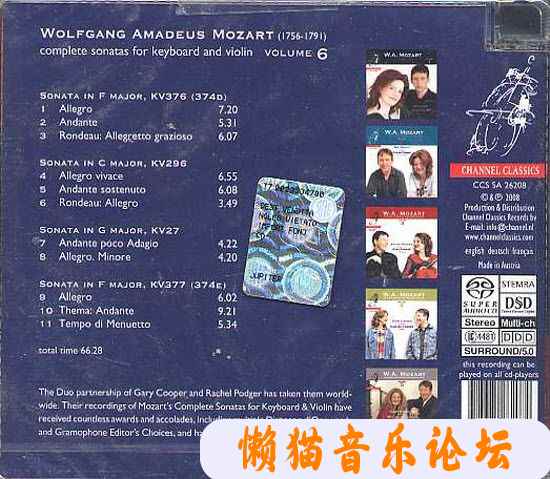 WOLFGANG AMADEUS MOZART (1756-1791)
complete sonatas for keyboard and violin VOLUME 6
SONATA IN F MAJOR, KV376 (374D)
1 Allegro 7.20
2 Andante 5.31
3 Rondeau: Allegretto grazioso 6.07
SONATA IN C MAJOR, KV296
4 Allegro vivace 6.55
5 Andante sostenuto 6.08
6 Rondeau: Allegro 3.49
SONATA IN G MAJOR, KV27
7 Andante poco Adagio 4.22
8 Allegro. Minore 4.20
SONATA IN F MAJOR, KV377 (374E)
9 Allegro 6.02
10 Thema: Andante 9.21
11 Tempo di Menuetto 5.34
total time 66.28
The Duo partnership of Gary Cooper and Rachel Podger has taken them world-
wide. Their recordings of Mozart's Complete Sonatas for Keyboard & Violin have
received countless awards and accolades,
and Gramophone Editor's Choices, and
W.A. MOZART
W.A. MOZART
W.A. MOZART
W.A. MOZART
W.A. MOZART
NOLO VIETATO
JUPITER
CHANNEL CLASSICS
CCS SA 26208
© & ℗ 2008
Production & Distribution
Channel Classics Records bv
E-mail: info@channel.nl
www.channelclassics.com
english deutsch français
Made in Austria
SUPER AUDIO CD
STEMRA
DSD
Direct Stream Digital
Stereo
Multi-ch
4481
SURROUND/5.0
this recording can be
played on all cd-players
懒猫音乐论坛